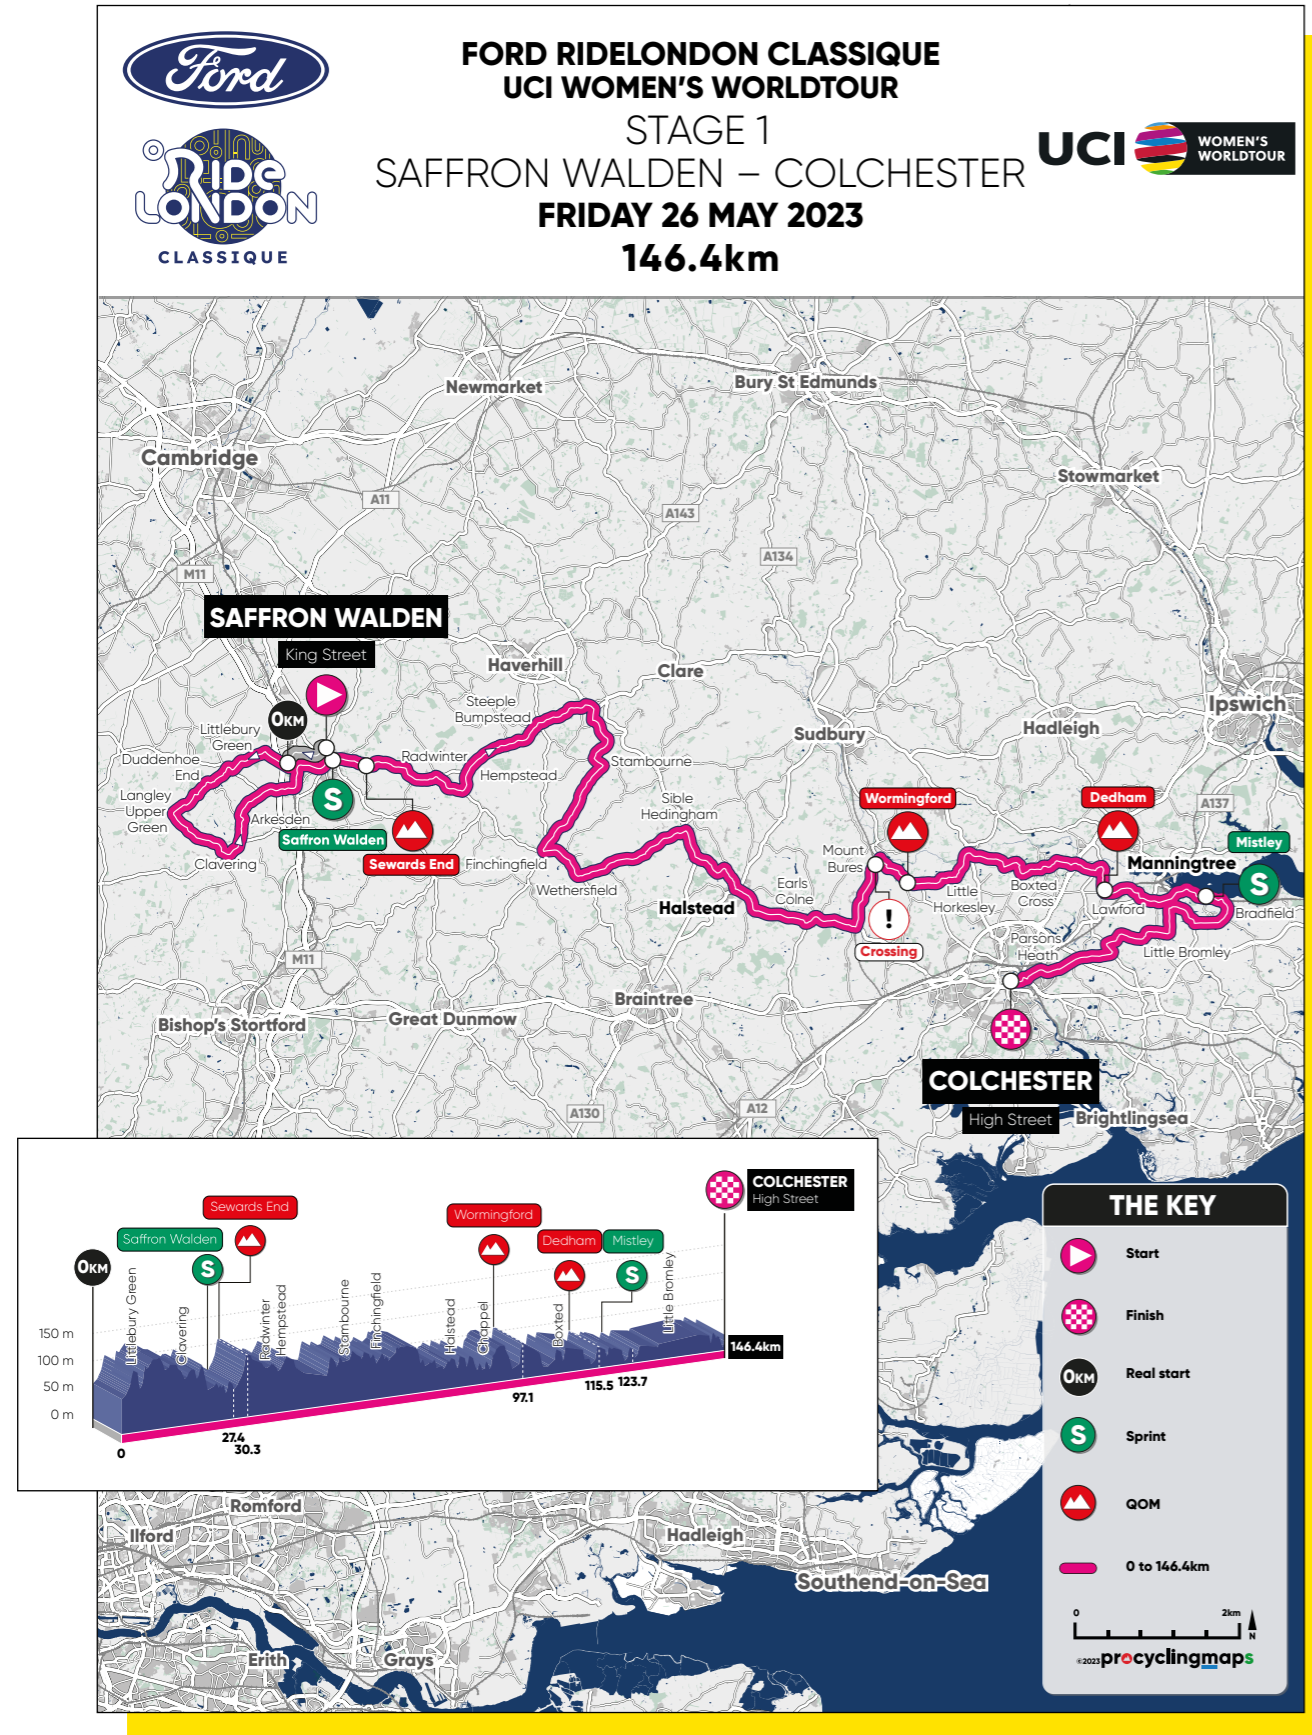 Ford
RIDE
LONDON
CLASSIQUE
FORD RIDELONDON CLASSIQUE
UCI WOMEN'S WORLDTOUR
STAGE 1
SAFFRON WALDEN – COLCHESTER
FRIDAY 26 MAY 2023
146.4km
UCI WOMEN'S
WORLDTOUR
Newmarket
Bury St Edmunds
Cambridge
Stowmarket
A11
A143
A134
M11
SAFFRON WALDEN
King Street
Haverhill
Clare
Steeple
Bumpstead
Ipswich
0KM
Littlebury
Green
Sudbury
Hadleigh
Duddenhoe
End
Radwinter
Hempstead
Stambourne
Langley
Upper
Green
Arkesden
S
Saffron Walden
Sible
Hedingham
Wormingford
Dedham
A137
Mistley
S
Clavering
Sewards End
Finchingfield
Mount
Bures
Manningtree
Wethersfield
Earls
Colne
Little
Horkesley
Boxted
Cross
Halstead
Lawford
Bradfield
!
Crossing
Parsons
Heath
Little Bromley
M11
Braintree
Bishop's Stortford
Great Dunmow
COLCHESTER
High Street
A130
A12
Brightlingsea
COLCHESTER
High Street
Sewards End
Wormingford
Saffron Walden
Dedham
Mistley
0KM
S
S
Littlebury Green
Clavering
Radwinter
Hempstead
Stambourne
Finchingfield
Halstead
Chappel
Boxted
Little Bromley
150 m
100 m
50 m
0 m
146.4km
0
27.4
30.3
97.1
115.5
123.7
THE KEY
Start
Finish
0KM Real start
S Sprint
QOM
0 to 146.4km
0 2km
N
©2023 procyclingmaps
Romford
Ilford
Hadleigh
Southend-on-Sea
Erith
Grays